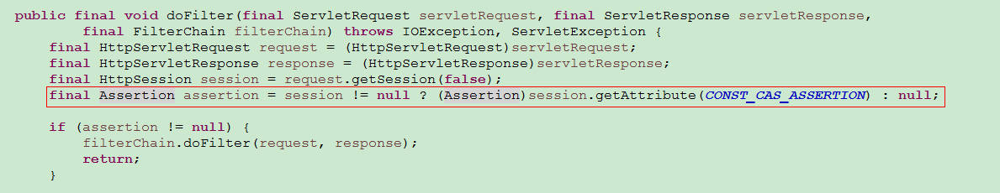 public final void doFilter(final ServletRequest servletRequest, final ServletResponse servletResponse,
final FilterChain filterChain) throws IOException, ServletException {
final HttpServletRequest request = (HttpServletRequest)servletRequest;
final HttpServletResponse response = (HttpServletResponse)servletResponse;
final HttpSession session = request.getSession(false);
final Assertion assertion = session != null ? (Assertion)session.getAttribute(CONST_CAS_ASSERTION) : null;
if (assertion != null) {
filterChain.doFilter(request, response);
return;
}